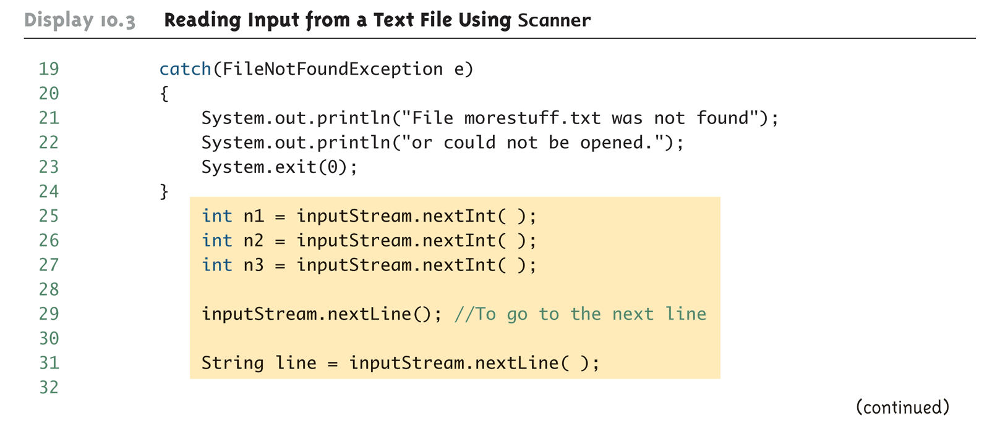 Display 10.3 Reading Input from a Text File Using Scanner
19 catch(FileNotFoundException e)
20 {
21 System.out.println("File morestuff.txt was not found");
22 System.out.println("or could not be opened.");
23 System.exit(0);
24 }
25 int n1 = inputStream.nextInt( );
26 int n2 = inputStream.nextInt( );
27 int n3 = inputStream.nextInt( );
28
29 inputStream.nextLine(); //To go to the next line
30
31 String line = inputStream.nextLine( );
32
(continued)